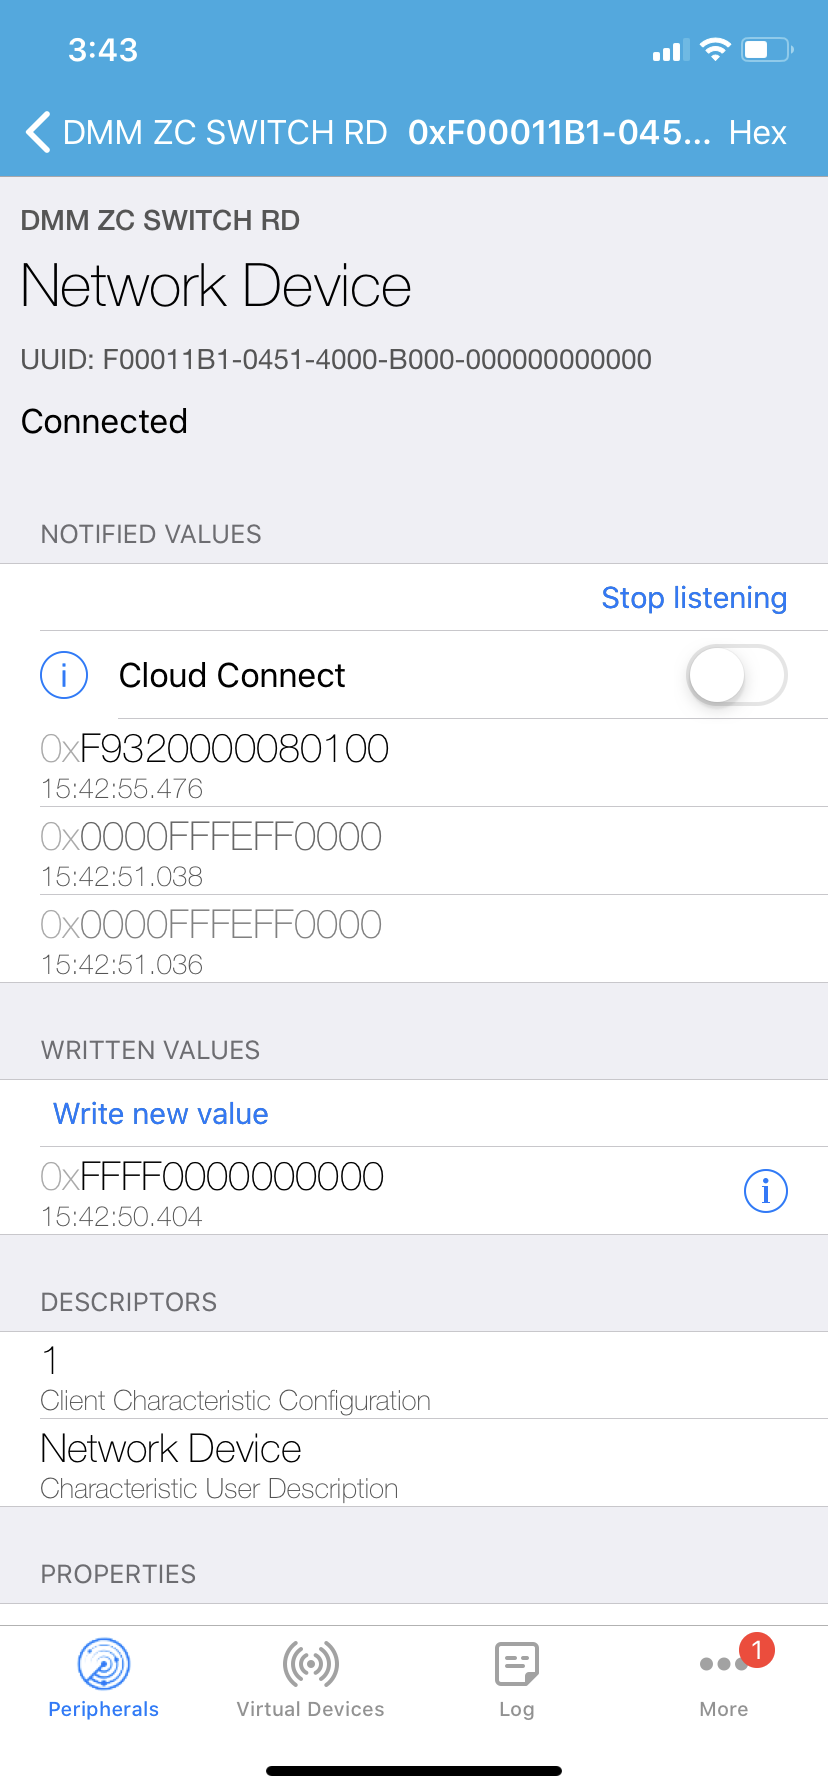 3:43
DMM ZC SWITCH RD 0xF00011B1-045... Hex
DMM ZC SWITCH RD
Network Device
UUID: F00011B1-0451-4000-B000-000000000000
Connected
NOTIFIED VALUES
Stop listening
Cloud Connect
0xF9320000080100
15:42:55.476
0x0000FFFEFF0000
15:42:51.038
0x0000FFFEFF0000
15:42:51.036
WRITTEN VALUES
Write new value
0xFFFF0000000000
15:42:50.404
DESCRIPTORS
1
Client Characteristic Configuration
Network Device
Characteristic User Description
PROPERTIES
1
Peripherals Virtual Devices Log More